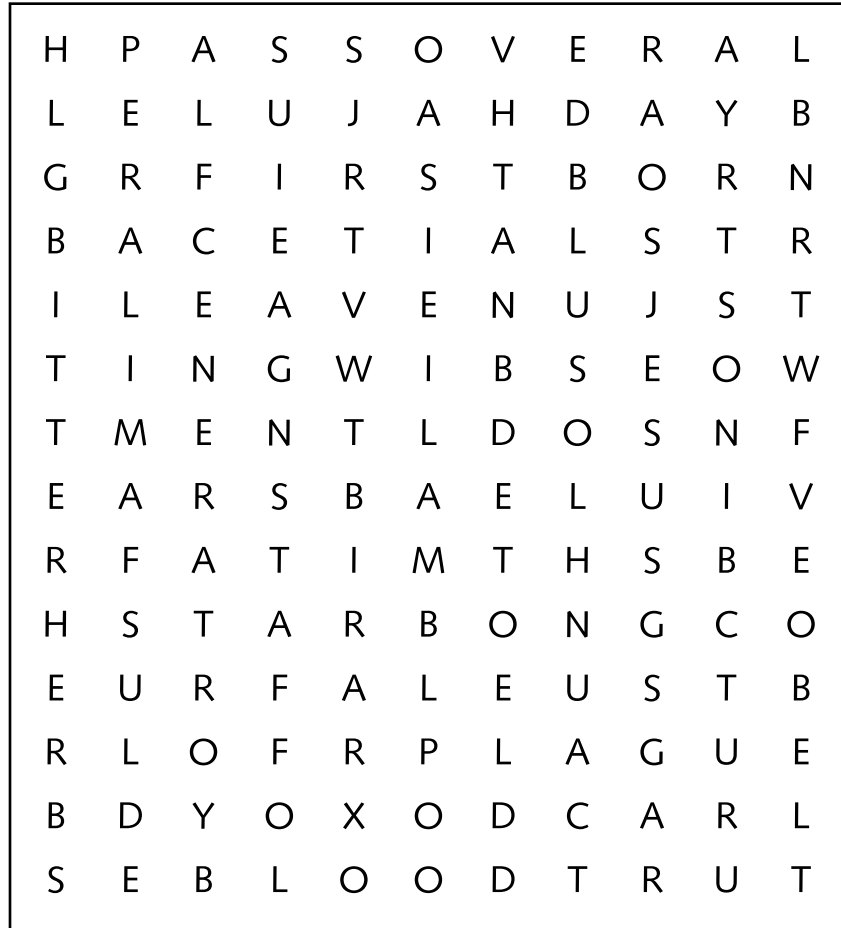 H P A S S O V E R A L
L E L U J A H D A Y B
G R F I R S T B O R N
B A C E T I A L S T R
I L E A V E N U J S T
T I N G W I B S E O W
T M E N T L D O S N F
E A R S B A E L U I V
R F A T I M T H S B E
H S T A R B O N G C O
E U R F A L E U S T B
R L O F R P L A G U E
B D Y O X O D C A R L
S E B L O O D T R U T